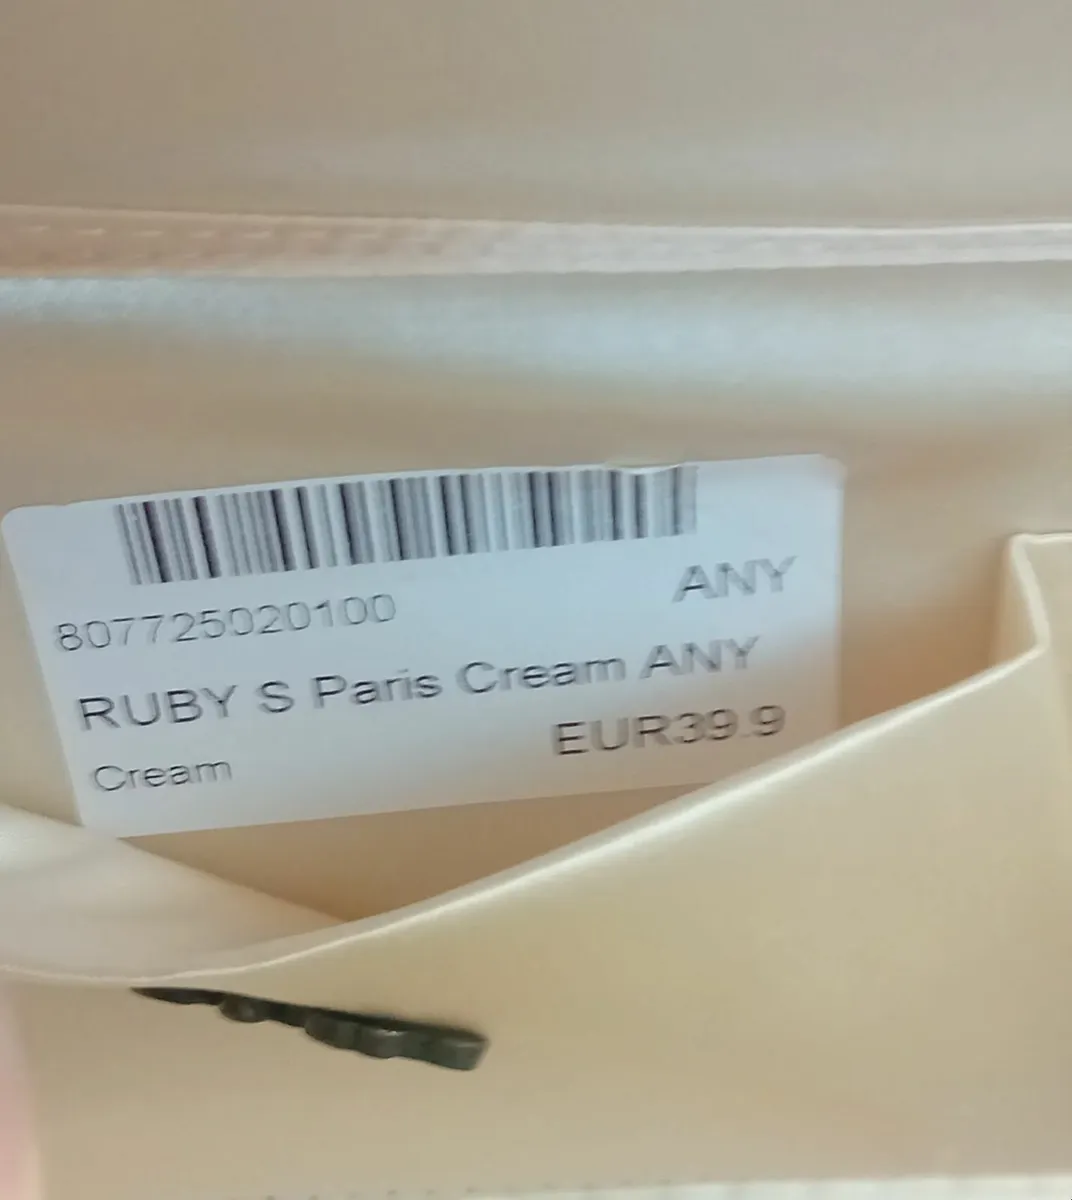 807725020100 ANY
RUBY S Paris Cream ANY
Cream EUR39.9